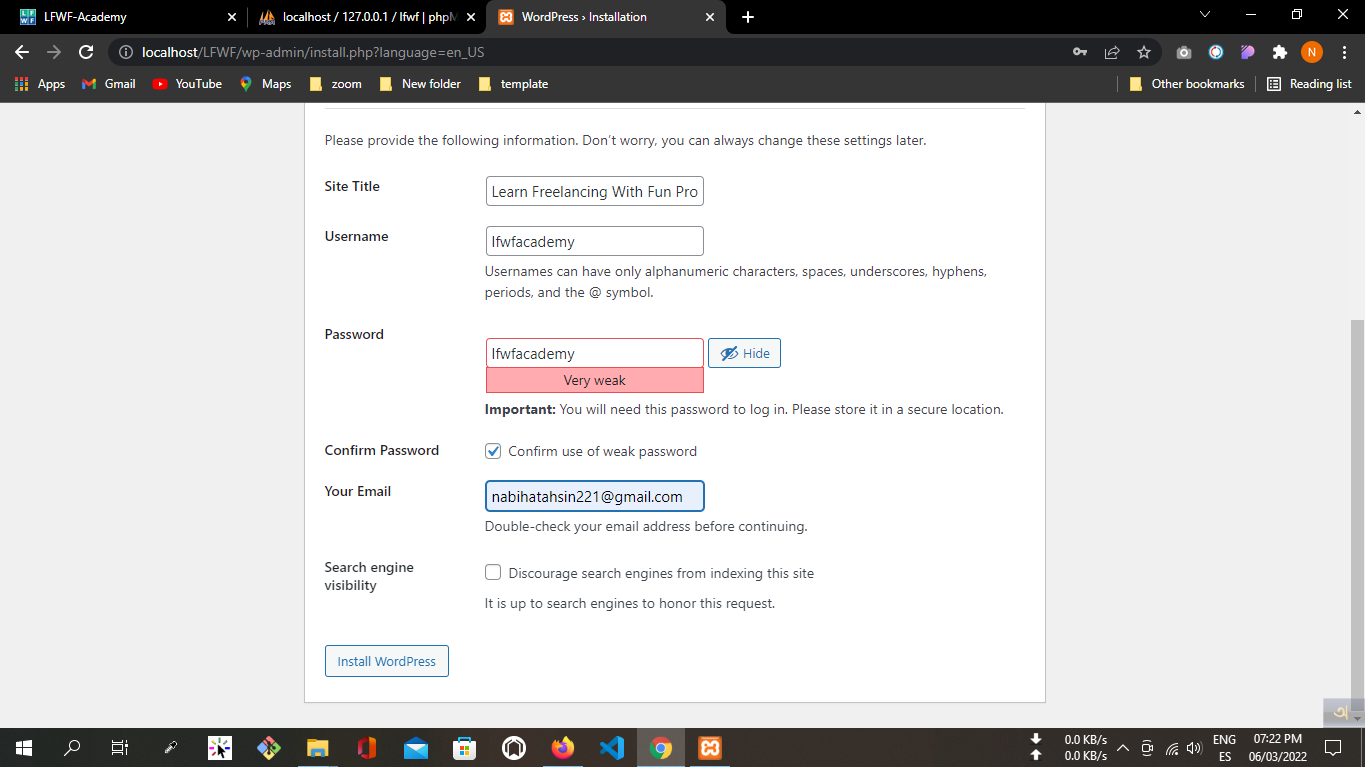 LFWF-Academy
localhost / 127.0.0.1 / lfwf | phpM
WordPress › Installation
localhost/LFWF/wp-admin/install.php?language=en_US
N
Apps
Gmail
YouTube
Maps
zoom
New folder
template
Other bookmarks
Reading list
Please provide the following information. Don’t worry, you can always change these settings later.
Site Title
Learn Freelancing With Fun Pro
Username
lfwfacademy
Usernames can have only alphanumeric characters, spaces, underscores, hyphens,
periods, and the @ symbol.
Password
lfwfacademy
Hide
Very weak
Important: You will need this password to log in. Please store it in a secure location.
Confirm Password
Confirm use of weak password
Your Email
nabihatahsin221@gmail.com
Double-check your email address before continuing.
Search engine
visibility
Discourage search engines from indexing this site
It is up to search engines to honor this request.
Install WordPress
অ
0.0 KB/s
0.0 KB/s
ENG
ES
07:22 PM
06/03/2022